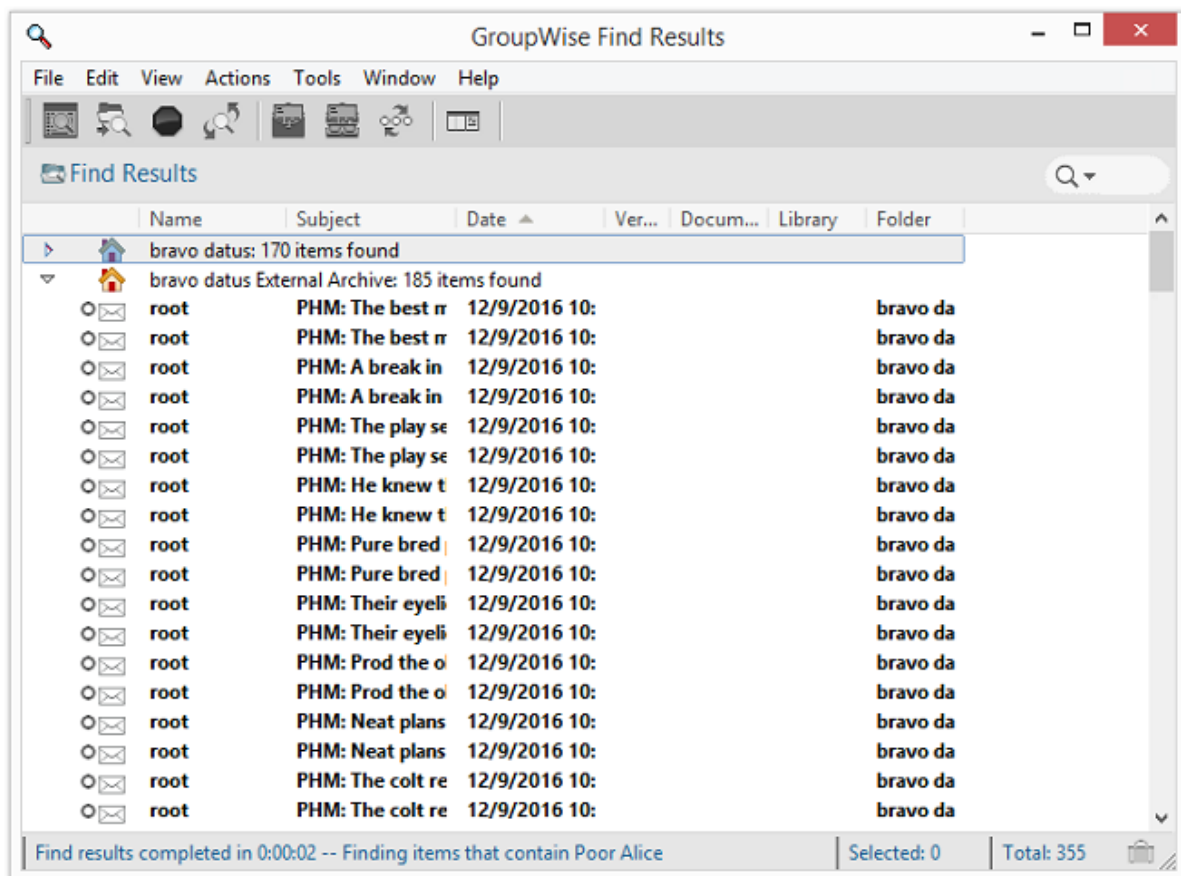 GroupWise Find Results
File Edit View Actions Tools Window Help
Find Results
Name Subject Date Ver... Docum... Library Folder
bravo datus: 170 items found
bravo datus External Archive: 185 items found
root PHM: The best m 12/9/2016 10: bravo da
root PHM: The best m 12/9/2016 10: bravo da
root PHM: A break in 12/9/2016 10: bravo da
root PHM: A break in 12/9/2016 10: bravo da
root PHM: The play se 12/9/2016 10: bravo da
root PHM: The play se 12/9/2016 10: bravo da
root PHM: He knew t 12/9/2016 10: bravo da
root PHM: He knew t 12/9/2016 10: bravo da
root PHM: Pure bred 12/9/2016 10: bravo da
root PHM: Pure bred 12/9/2016 10: bravo da
root PHM: Their eyeli 12/9/2016 10: bravo da
root PHM: Their eyeli 12/9/2016 10: bravo da
root PHM: Prod the ol 12/9/2016 10: bravo da
root PHM: Prod the ol 12/9/2016 10: bravo da
root PHM: Neat plans 12/9/2016 10: bravo da
root PHM: Neat plans 12/9/2016 10: bravo da
root PHM: The colt re 12/9/2016 10: bravo da
root PHM: The colt re 12/9/2016 10: bravo da
Find results completed in 0:00:02 -- Finding items that contain Poor Alice Selected: 0 Total: 355